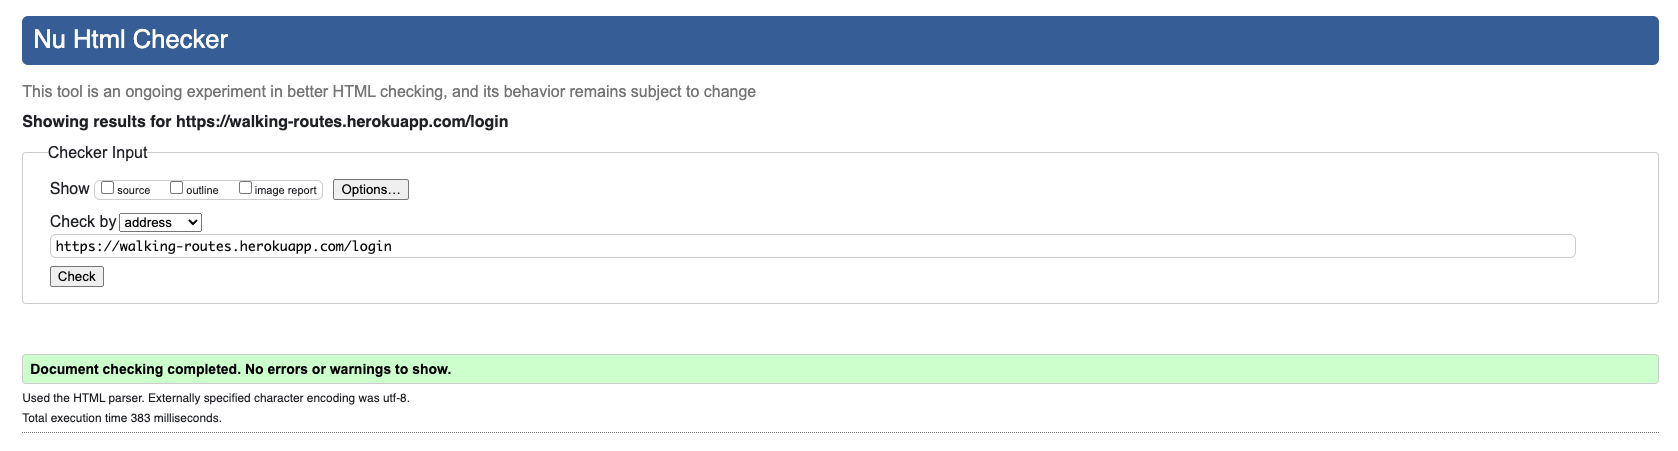 Nu Html Checker
This tool is an ongoing experiment in better HTML checking, and its behavior remains subject to change
Showing results for https://walking-routes.herokuapp.com/login
Checker Input
Show source outline image report Options...
Check by address
https://walking-routes.herokuapp.com/login
Check
Document checking completed. No errors or warnings to show.
Used the HTML parser. Externally specified character encoding was utf-8.
Total execution time 383 milliseconds.